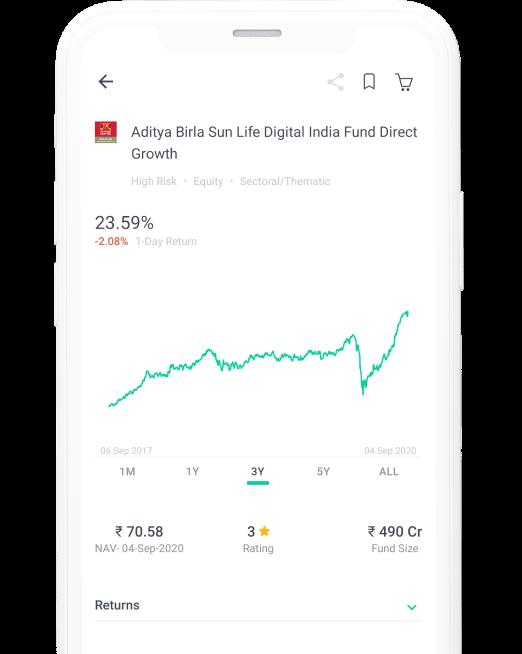 Aditya Birla Sun Life Digital India Fund Direct
Growth
High Risk • Equity • Sectoral/Thematic
23.59%
-2.08% 1-Day Return
06 Sep 2017 04 Sep 2020
1M 1Y 3Y 5Y ALL
₹ 70.58 3 ₹ 490 Cr
NAV- 04-Sep-2020 Rating Fund Size
Returns